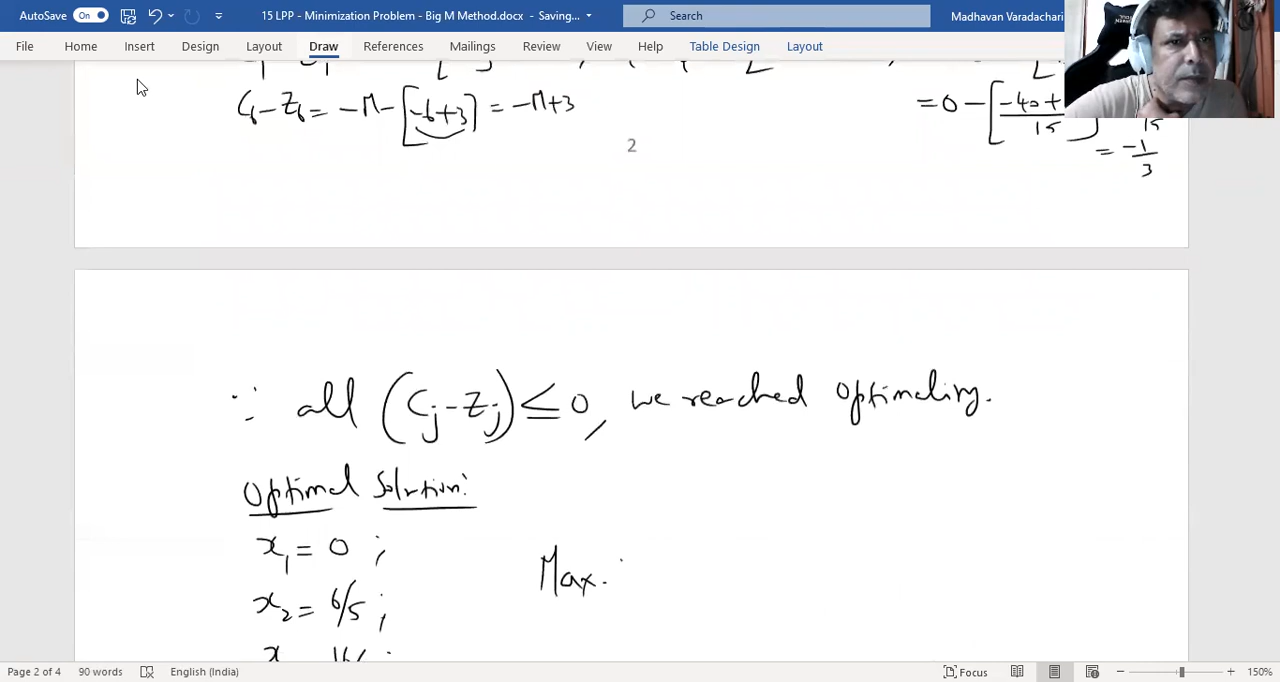 AutoSave On 15 LPP - Minimization Problem - Big M Method.docx - Saving... Search Madhavan Varadachari
File Home Insert Design Layout Draw References Mailings Review View Help Table Design Layout
C₆ - Z₆ = -M - [-6+3] = -M+3
= 0 - [-40+
15
15
= -1/3
2
∵ all (Cj - Zj) ≤ 0, we reached optimality.
Optimal Solution:
x₁ = 0 ;
Max.
x₂ = 6/5 ;
Page 2 of 4 90 words English (India) Focus 150%